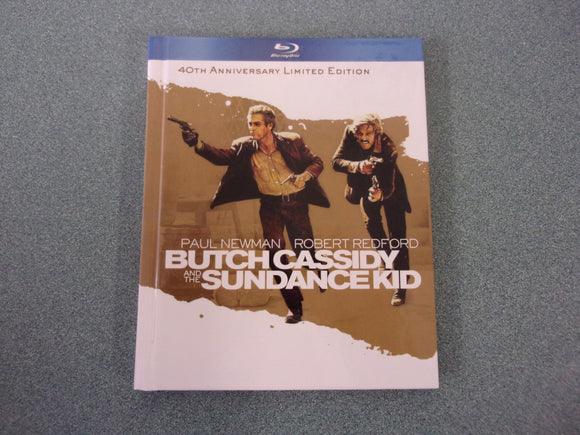 Blu-ray Disc
40TH ANNIVERSARY LIMITED EDITION
PAUL NEWMAN ROBERT REDFORD
BUTCH CASSIDY
AND THE SUNDANCE KID